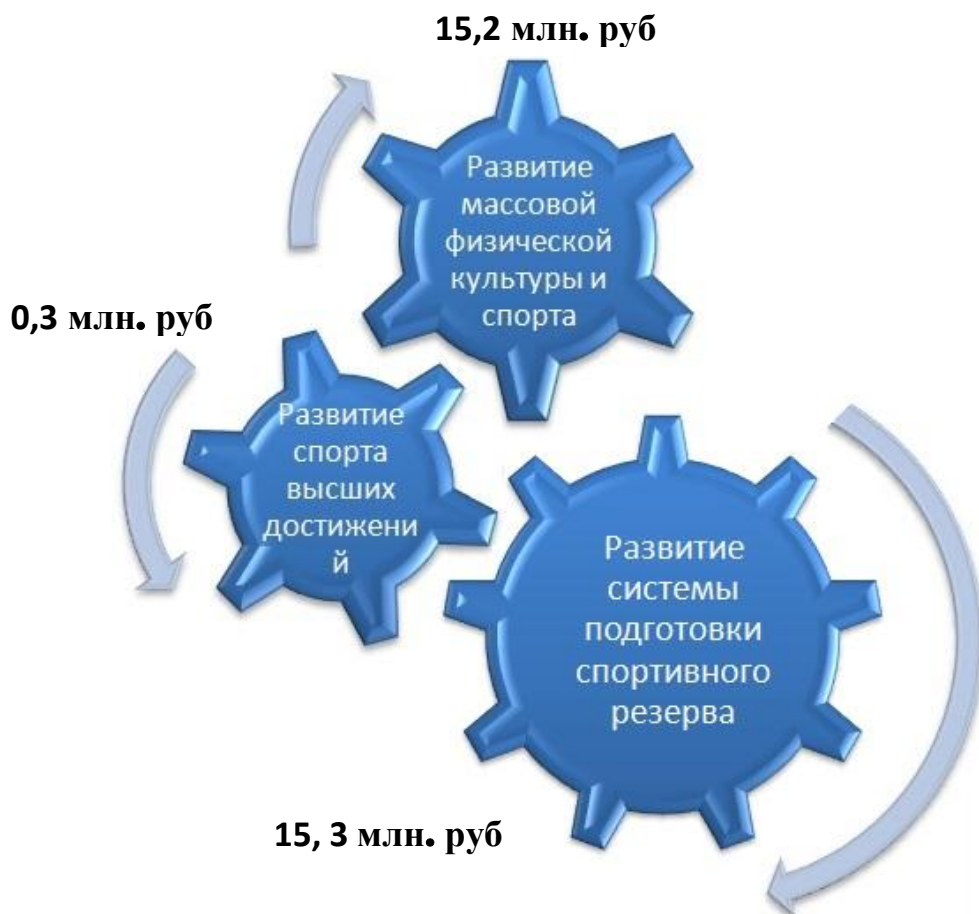 15,2 млн. руб
Развитие
массовой
физической
культуры и
спорта
0,3 млн. руб
Развитие
спорта
высших
достижени
й
Развитие
системы
подготовки
спортивного
резерва
15, 3 млн. руб